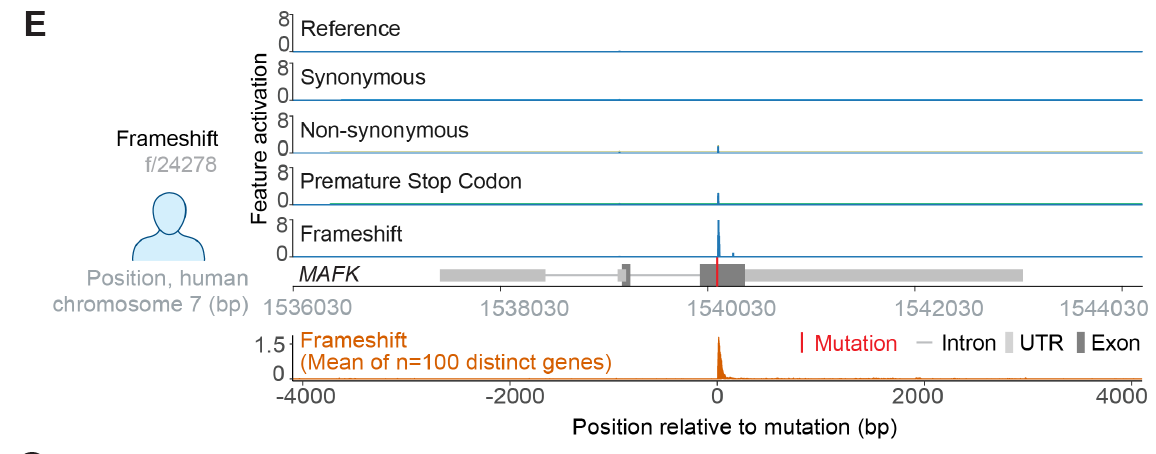 E
Frameshift
f/24278
Position, human
chromosome 7 (bp)
Feature activation
8
0
Reference
8
0
Synonymous
8
0
Non-synonymous
8
0
Premature Stop Codon
8
0
Frameshift
MAFK
1536030 1538030 1540030 1542030 1544030
1.5
0
Frameshift
(Mean of n=100 distinct genes)
Mutation Intron UTR Exon
-4000 -2000 0 2000 4000
Position relative to mutation (bp)